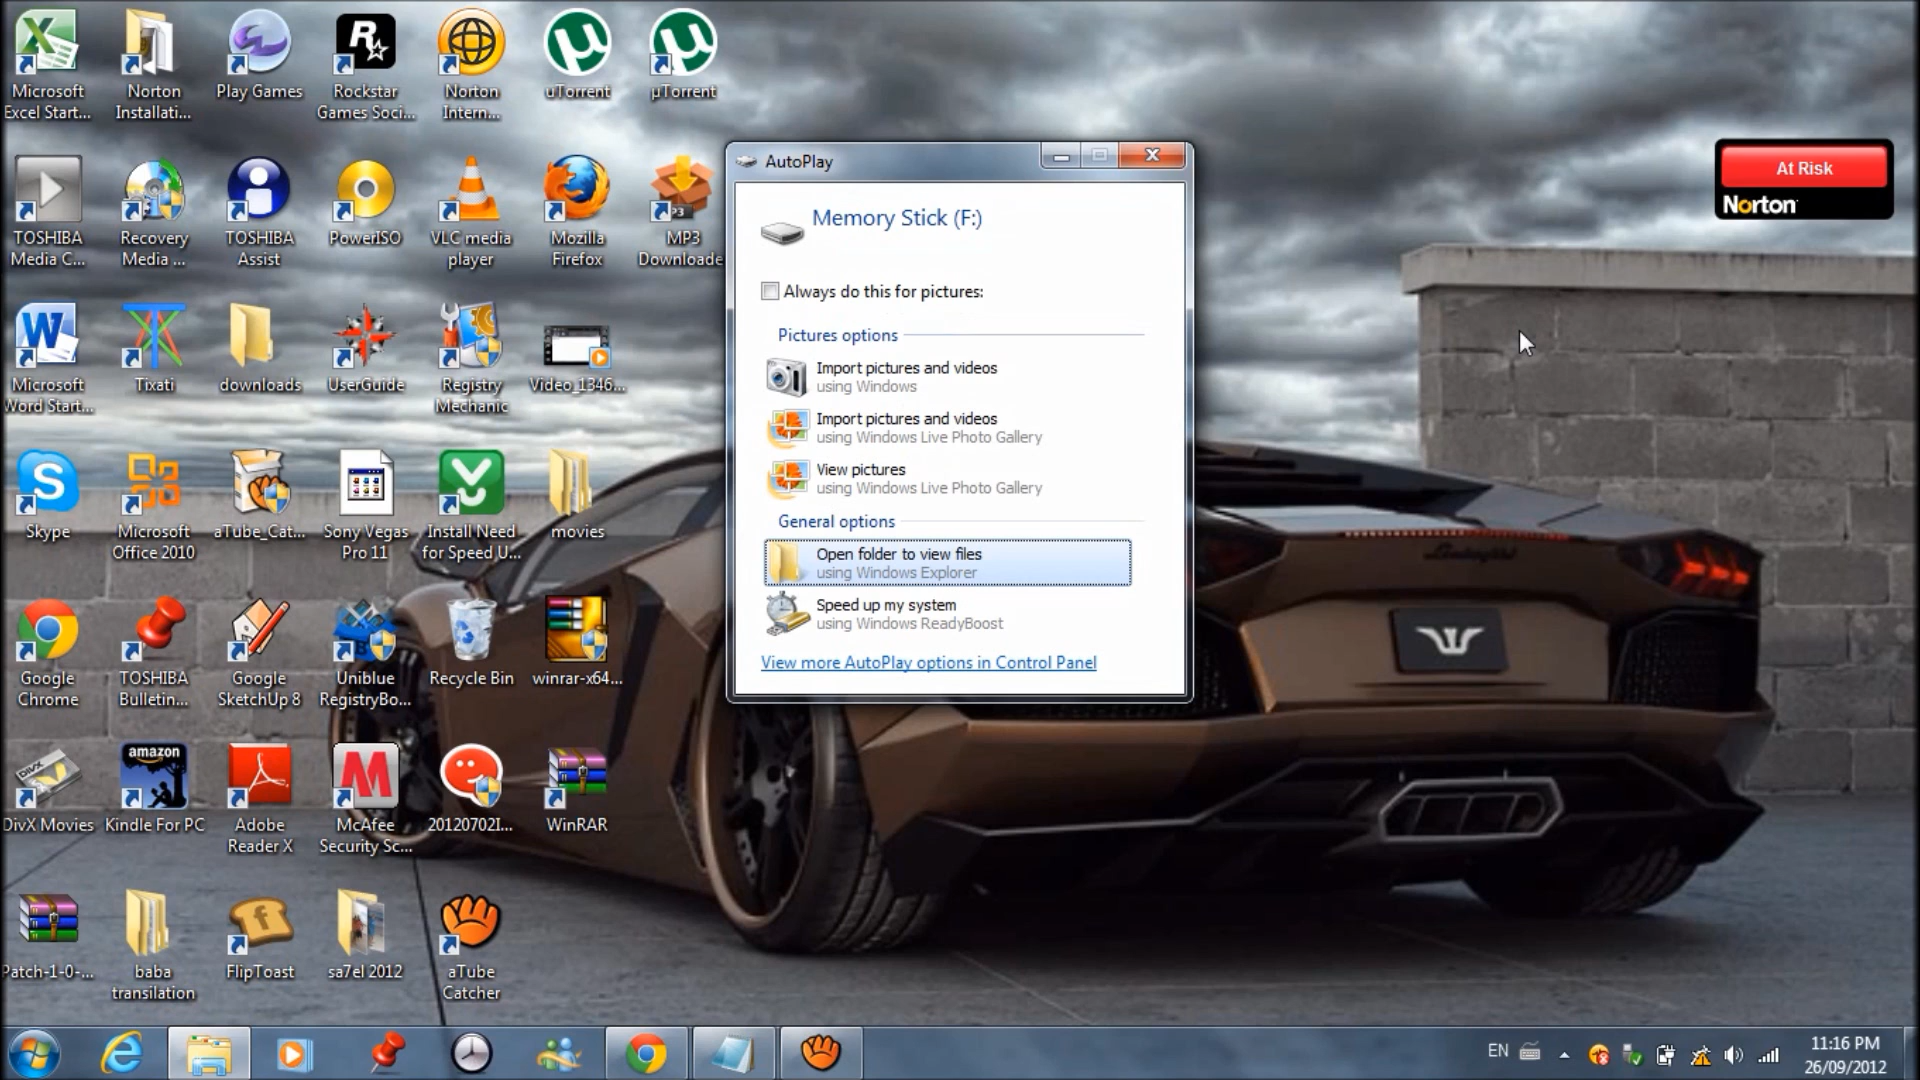 Microsoft
Excel Start...
Norton
Installati...
Play Games
Rockstar
Games Soci...
Norton
Intern...
uTorrent
µTorrent
TOSHIBA
Media C...
Recovery
Media ...
TOSHIBA
Assist
PowerISO
VLC media
player
Mozilla
Firefox
MP3
Downloade
Microsoft
Word Start...
Tixati
downloads
UserGuide
Registry
Mechanic
Video_1346...
Skype
Microsoft
Office 2010
aTube_Cat...
Sony Vegas
Pro 11
Install Need
for Speed U...
movies
Google
Chrome
TOSHIBA
Bulletin...
Google
SketchUp 8
Uniblue
RegistryBo...
Recycle Bin
winrar-x64...
DivX Movies
amazon
Kindle For PC
Adobe
Reader X
McAfee
Security Sc...
20120702I...
WinRAR
Patch-1-0-...
baba
transilation
FlipToast
sa7el 2012
aTube
Catcher
AutoPlay
Memory Stick (F:)
Always do this for pictures:
Pictures options
Import pictures and videos
using Windows
Import pictures and videos
using Windows Live Photo Gallery
View pictures
using Windows Live Photo Gallery
General options
Open folder to view files
using Windows Explorer
Speed up my system
using Windows ReadyBoost
View more AutoPlay options in Control Panel
At Risk
Norton
EN
11:16 PM
26/09/2012